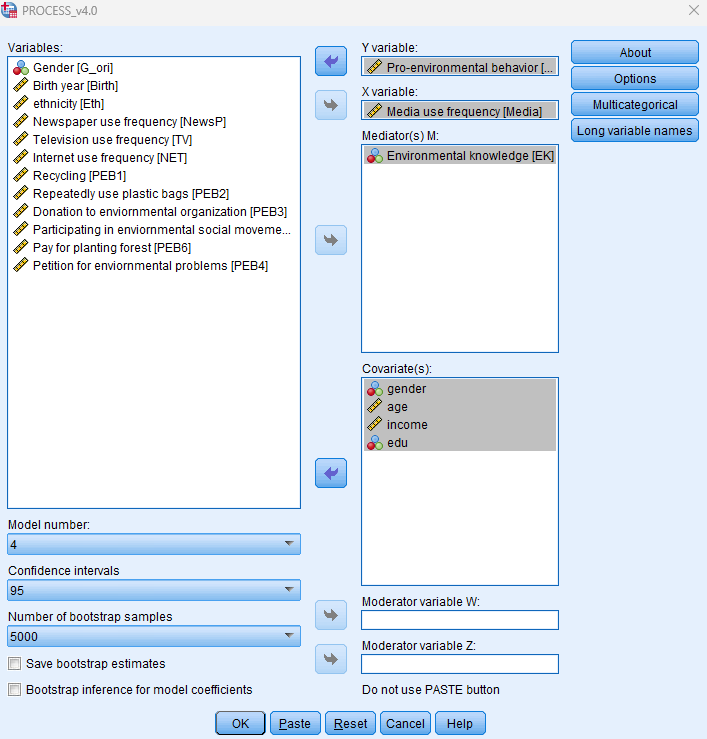 PROCESS_v4.0
Variables:
Gender [G_ori]
Birth year [Birth]
ethnicity [Eth]
Newspaper use frequency [NewsP]
Television use frequency [TV]
Internet use frequency [NET]
Recycling [PEB1]
Repeatedly use plastic bags [PEB2]
Donation to enviornmental organization [PEB3]
Participating in enviornmental social moveme...
Pay for planting forest [PEB6]
Petition for enviornmental problems [PEB4]
Model number:
4
Confidence intervals
95
Number of bootstrap samples
5000
Save bootstrap estimates
Bootstrap inference for model coefficients
Y variable:
Pro-environmental behavior [...
X variable:
Media use frequency [Media]
Mediator(s) M:
Environmental knowledge [EK]
Covariate(s):
gender
age
income
edu
Moderator variable W:
Moderator variable Z:
Do not use PASTE button
About
Options
Multicategorical
Long variable names
OK
Paste
Reset
Cancel
Help